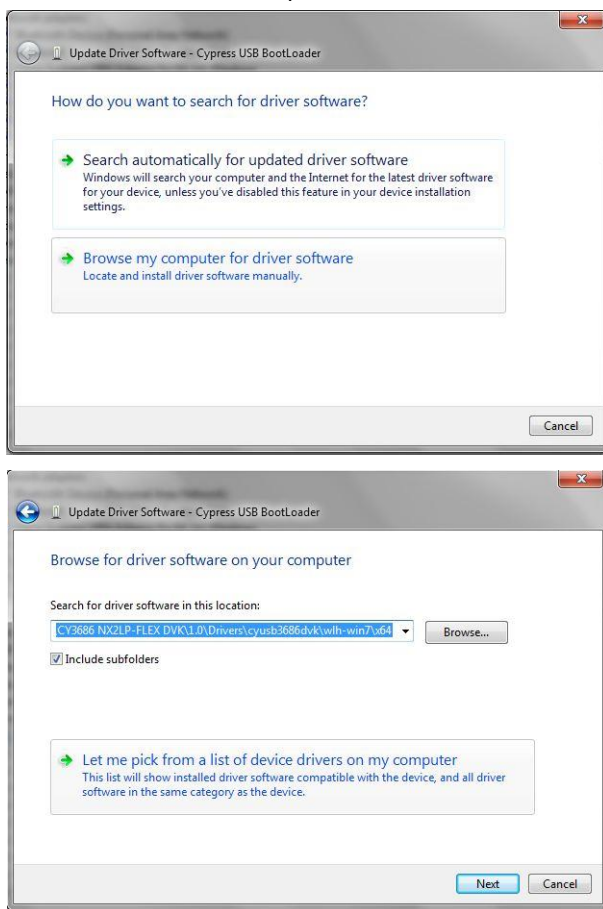 Update Driver Software - Cypress USB BootLoader
How do you want to search for driver software?
Search automatically for updated driver software
Windows will search your computer and the Internet for the latest driver software
for your device, unless you've disabled this feature in your device installation
settings.
Browse my computer for driver software
Locate and install driver software manually.
Cancel
Update Driver Software - Cypress USB BootLoader
Browse for driver software on your computer
Search for driver software in this location:
CY3686 NX2LP-FLEX DVK\1.0\Drivers\cyusb3686dvk\wlh-win7\x64
Browse...
Include subfolders
Let me pick from a list of device drivers on my computer
This list will show installed driver software compatible with the device, and all driver
software in the same category as the device.
Next Cancel